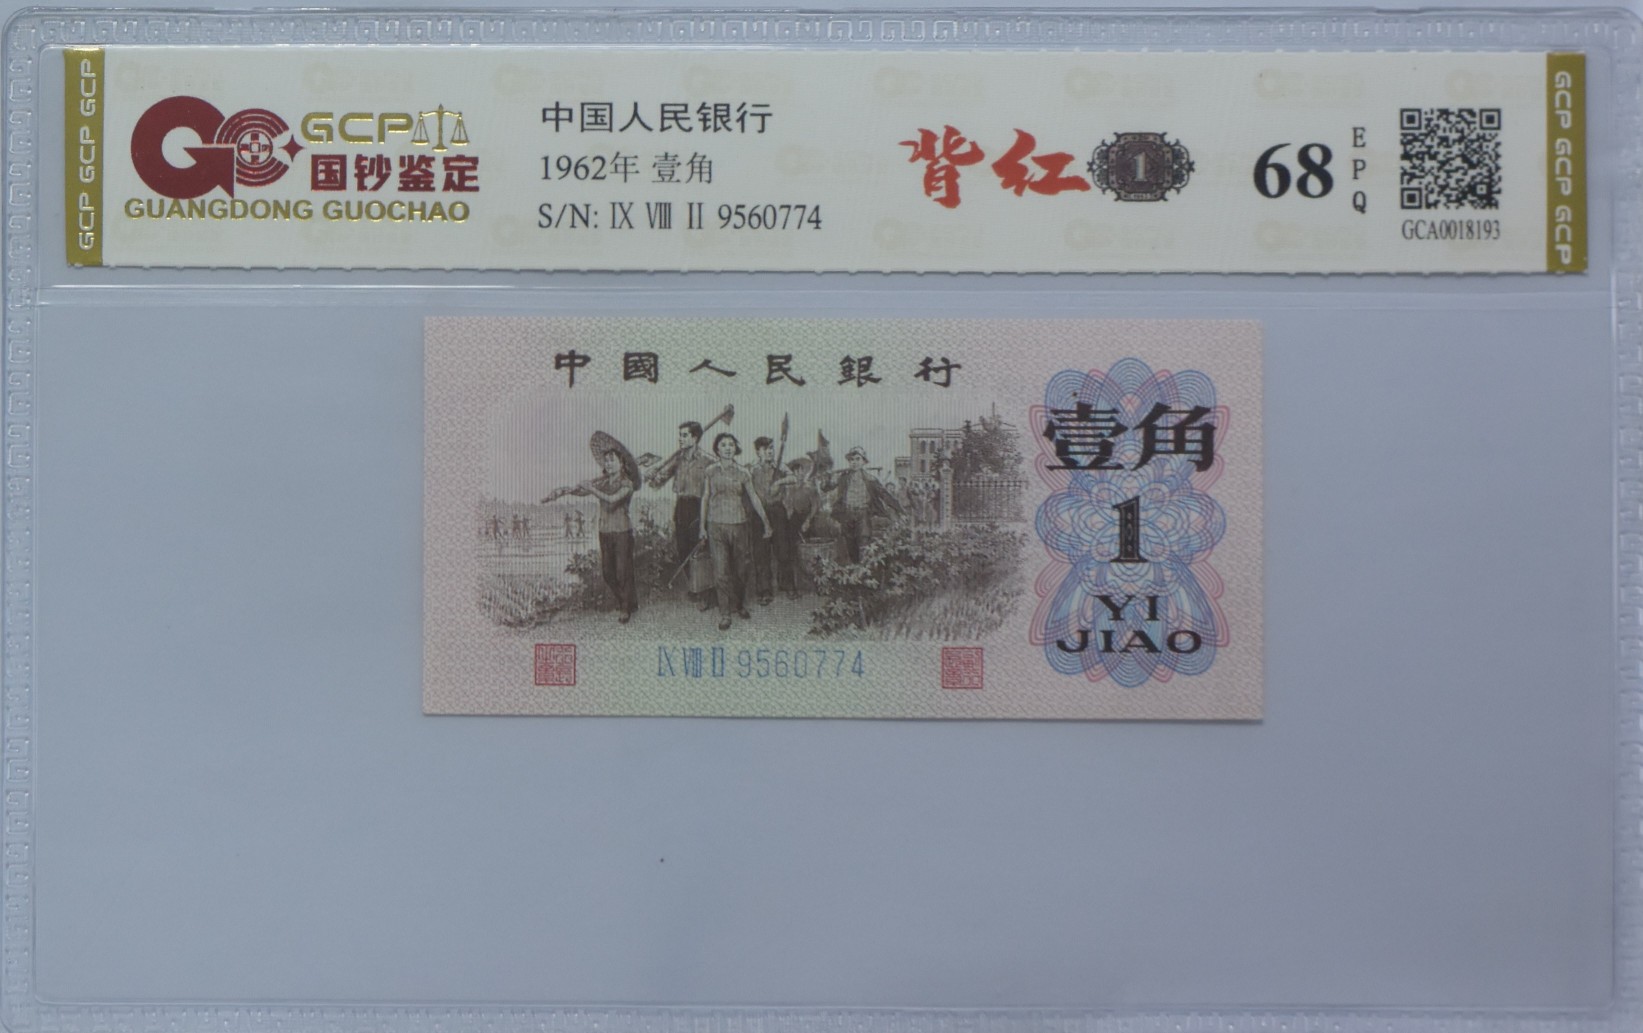 GCP GCP GCP
GCP
国钞鉴定
GUANGDONG GUOCHAO
中国人民银行
1962年 壹角
S/N: Ⅸ Ⅷ Ⅱ 9560774
背红
1
68
EPQ
GCA0018193
GCP GCP GCP
中國人民銀行
壹角
1
YI
JIAO
Ⅸ Ⅷ Ⅱ 9560774